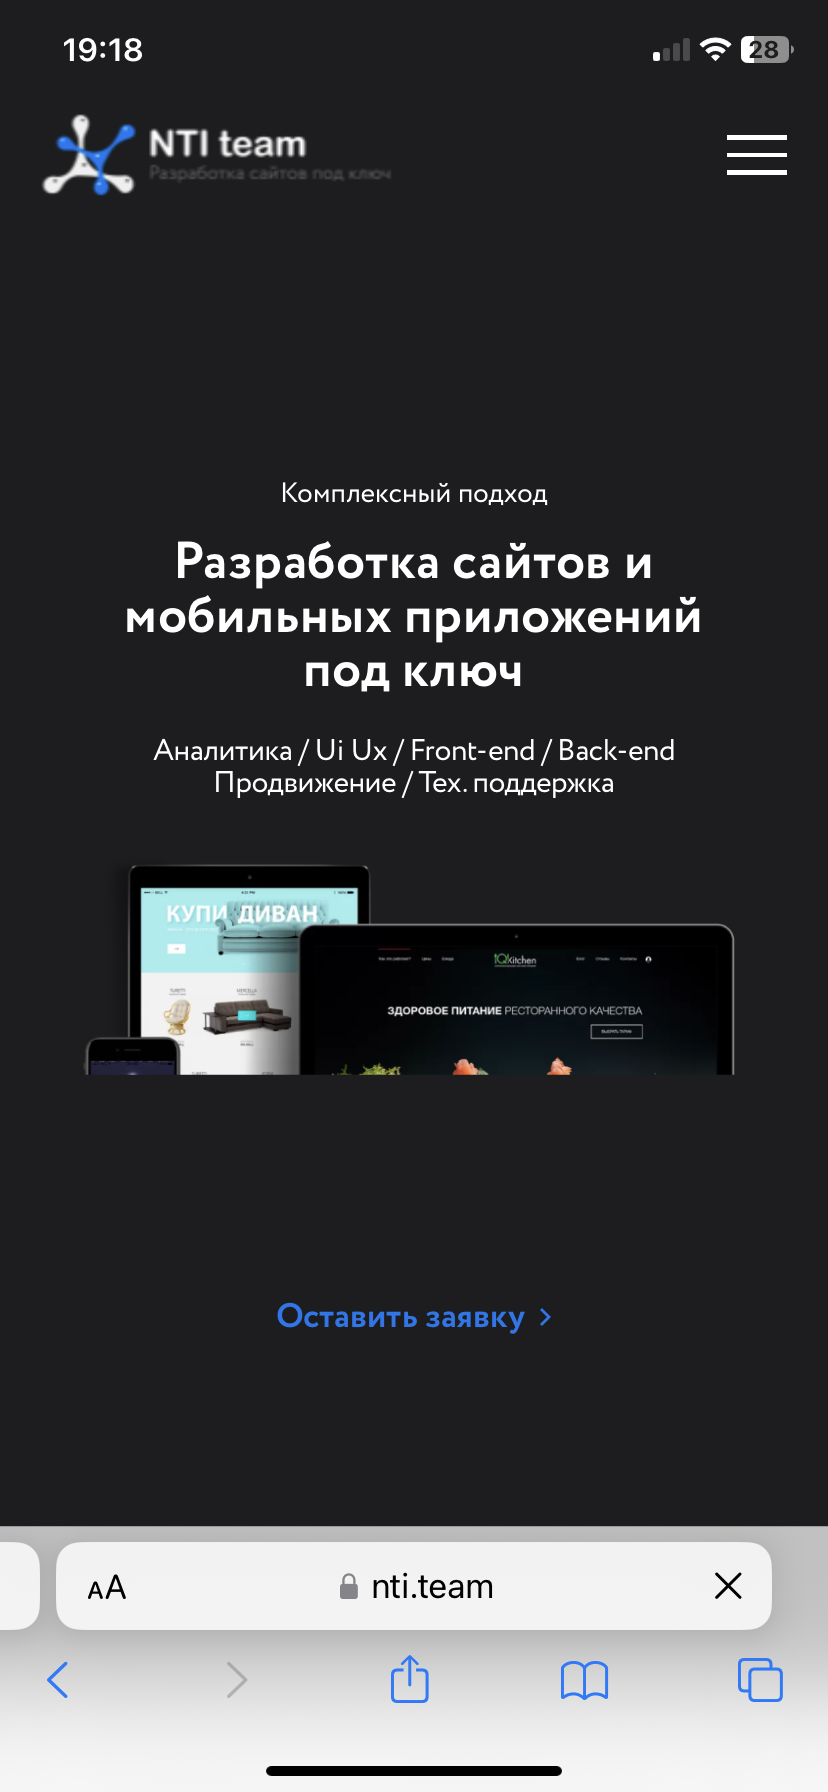 19:18
28
NTI team
Разработка сайтов под ключ
Комплексный подход
Разработка сайтов и
мобильных приложений
под ключ
Аналитика / Ui Ux / Front-end / Back-end
Продвижение / Тех. поддержка
КУПИ ДИВАН
IQkitchen
ЗДОРОВОЕ ПИТАНИЕ РЕСТОРАННОГО КАЧЕСТВА
Оставить заявку
AA
nti.team